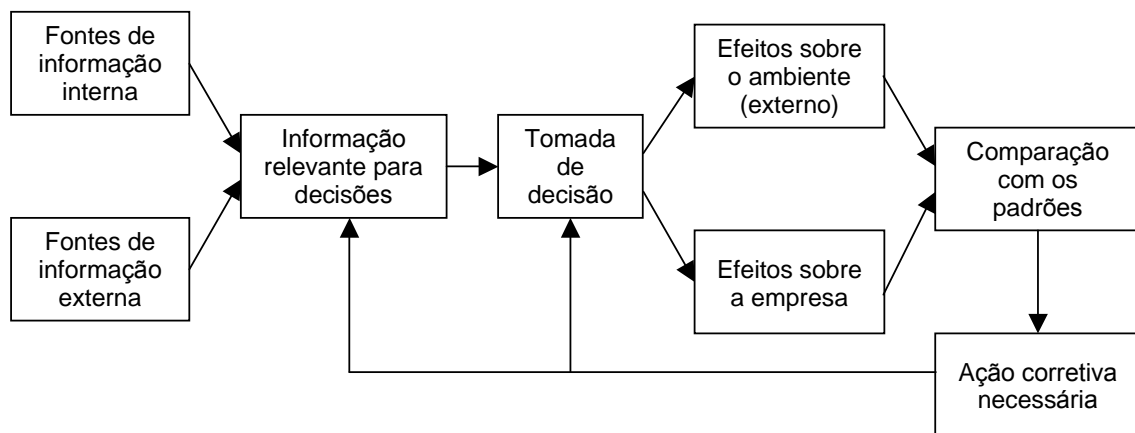 Fontes de
informação
interna
Fontes de
informação
externa
Informação
relevante para
decisões
Tomada
de
decisão
Efeitos sobre
o ambiente
(externo)
Efeitos sobre
a empresa
Comparação
com os
padrões
Ação corretiva
necessária